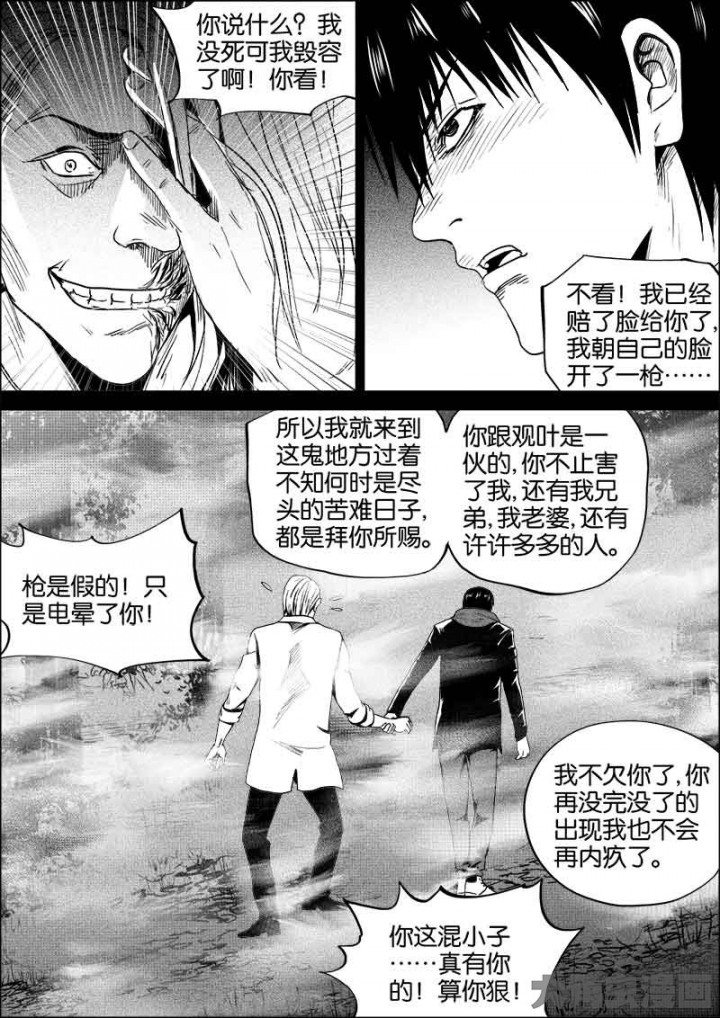 你说什么？我
没死可我毁容
了啊！你看！
不看！我已经
赔了脸给你了，
我朝自己的脸
开了一枪……
你跟观叶是一
伙的，你不止害
了我，还有我兄
弟，我老婆，还有
许许多多的人。
所以我就来到
这鬼地方过着
不知何时是尽
头的苦难日子，
都是拜你所赐。
枪是假的！只
是电晕了你！
我不欠你了，你
再没完没了的
出现我也不会
再内疚了。
你这混小子
……真有你
的！算你狠！